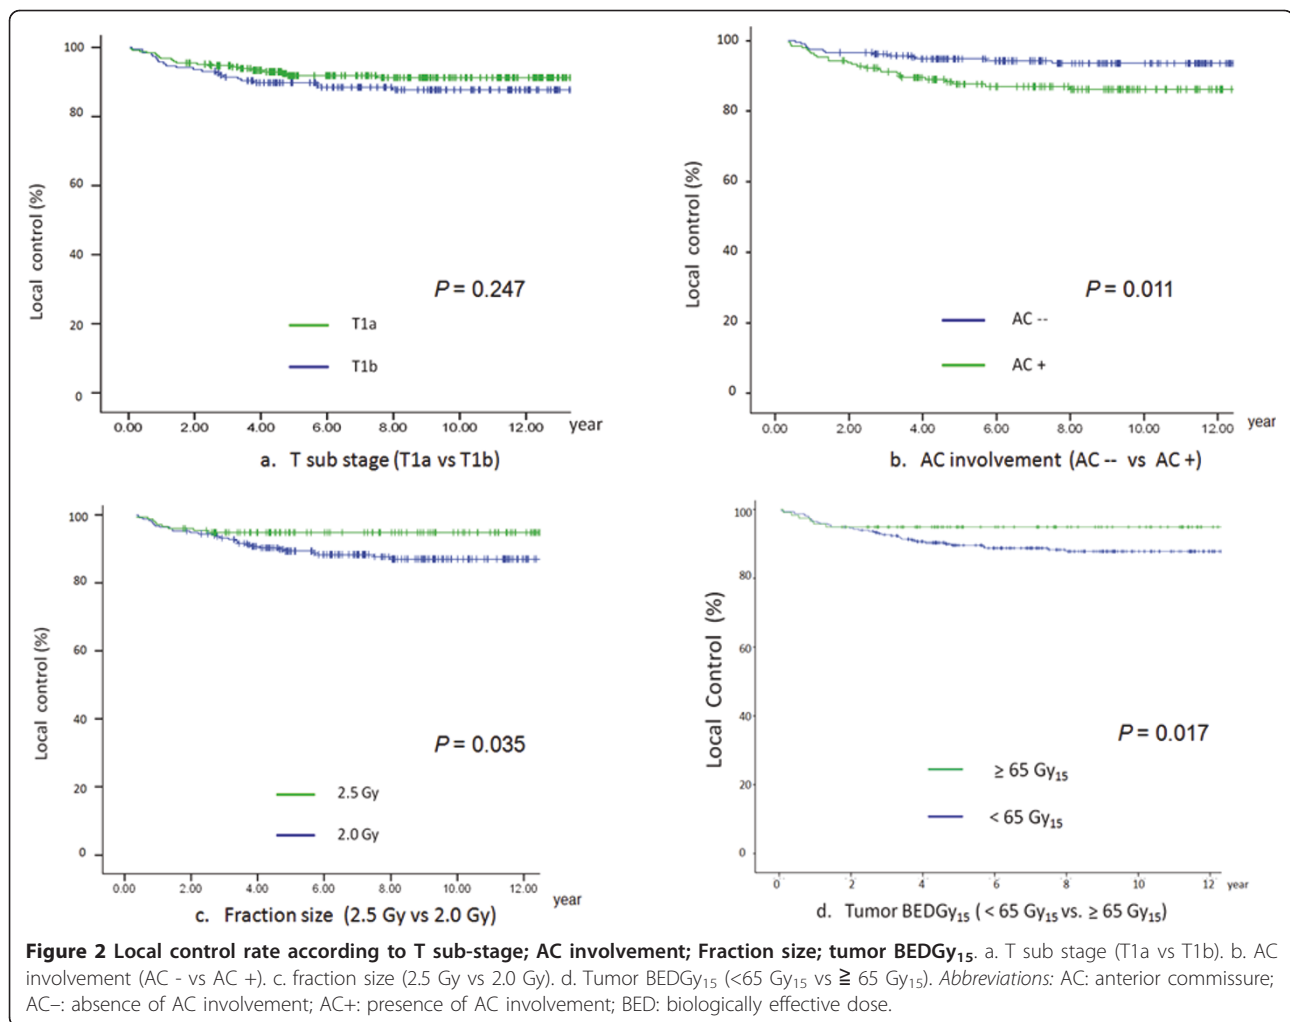 100
80
60
40
20
0
Local control (%)
P = 0.247
T1a
T1b
0.00 2.00 4.00 6.00 8.00 10.00 12.00 year
a. T sub stage (T1a vs T1b)
100
80
60
40
20
0
Local control (%)
P = 0.011
AC --
AC +
0.00 2.00 4.00 6.00 8.00 10.00 12.00 year
b. AC involvement (AC -- vs AC +)
100
80
60
40
20
0
Local control (%)
P = 0.035
2.5 Gy
2.0 Gy
0.00 2.00 4.00 6.00 8.00 10.00 12.00 year
c. Fraction size (2.5 Gy vs 2.0 Gy)
100
80
60
40
20
0
Local Control (%)
P = 0.017
≥ 65 Gy15
< 65 Gy15
0 2 4 6 8 10 12 year
d. Tumor BEDGy15 ( < 65 Gy15 vs. ≥ 65 Gy15)
Figure 2 Local control rate according to T sub-stage; AC involvement; Fraction size; tumor BEDGy15. a. T sub stage (T1a vs T1b). b. AC
involvement (AC - vs AC +). c. fraction size (2.5 Gy vs 2.0 Gy). d. Tumor BEDGy15 (<65 Gy15 vs ≧ 65 Gy15). Abbreviations: AC: anterior commissure;
AC–: absence of AC involvement; AC+: presence of AC involvement; BED: biologically effective dose.